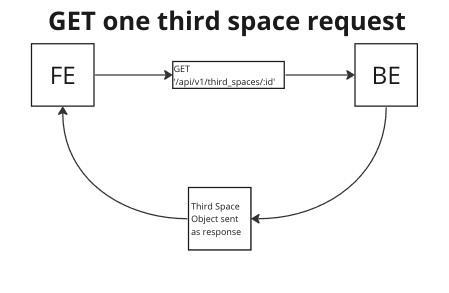 GET one third space request
FE
GET
'/api/v1/third_spaces/:id'
BE
Third Space
Object sent
as response